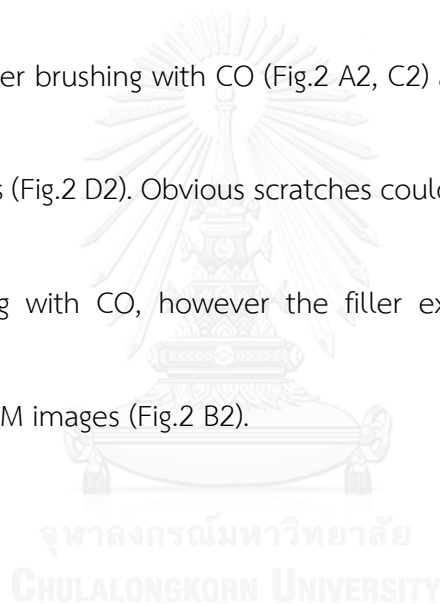 er brushing with CO (Fig.2 A2, C2) a
s (Fig.2 D2). Obvious scratches could
g with CO, however the filler ex
M images (Fig.2 B2).
จุฬาลงกรณ์มหาวิทยาลัย
CHULALONGKORN UNIVERSITY